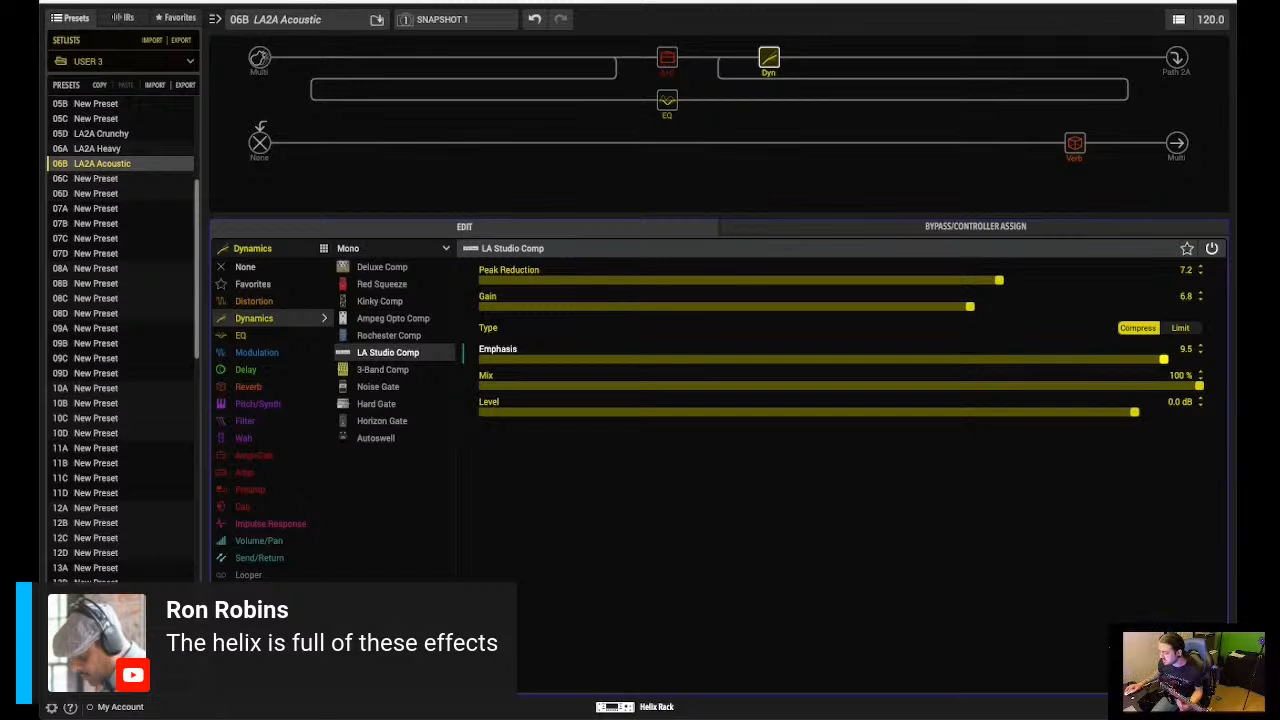 Presets
IRs
Favorites
06B LA2A Acoustic
1 SNAPSHOT 1
120.0
SETLISTS
IMPORT | EXPORT
USER 3
PRESETS
COPY
PASTE
IMPORT
EXPORT
05B New Preset
05C New Preset
05D LA2A Crunchy
06A LA2A Heavy
06B LA2A Acoustic
06C New Preset
06D New Preset
07A New Preset
07B New Preset
07C New Preset
07D New Preset
08A New Preset
08B New Preset
08C New Preset
08D New Preset
09A New Preset
09B New Preset
09C New Preset
09D New Preset
10A New Preset
10B New Preset
10C New Preset
10D New Preset
11A New Preset
11B New Preset
11C New Preset
11D New Preset
12A New Preset
12B New Preset
12C New Preset
12D New Preset
13A New Preset
Multi
Dyn
Path 2A
EQ
None
Verb
Multi
EDIT
BYPASS/CONTROLLER ASSIGN
Dynamics
Mono
LA Studio Comp
None
Favorites
Distortion
Dynamics
EQ
Modulation
Delay
Reverb
Pitch/Synth
Filter
Wah
Amp+Cab
Amp
Preamp
Cab
Impulse Response
Volume/Pan
Send/Return
Looper
Deluxe Comp
Red Squeeze
Kinky Comp
Ampeg Opto Comp
Rochester Comp
LA Studio Comp
3-Band Comp
Noise Gate
Hard Gate
Horizon Gate
Autoswell
Peak Reduction 7.2
Gain 6.8
Type Compress Limit
Emphasis 9.5
Mix 100 %
Level 0.0 dB
Ron Robins
The helix is full of these effects
My Account
Helix Rack